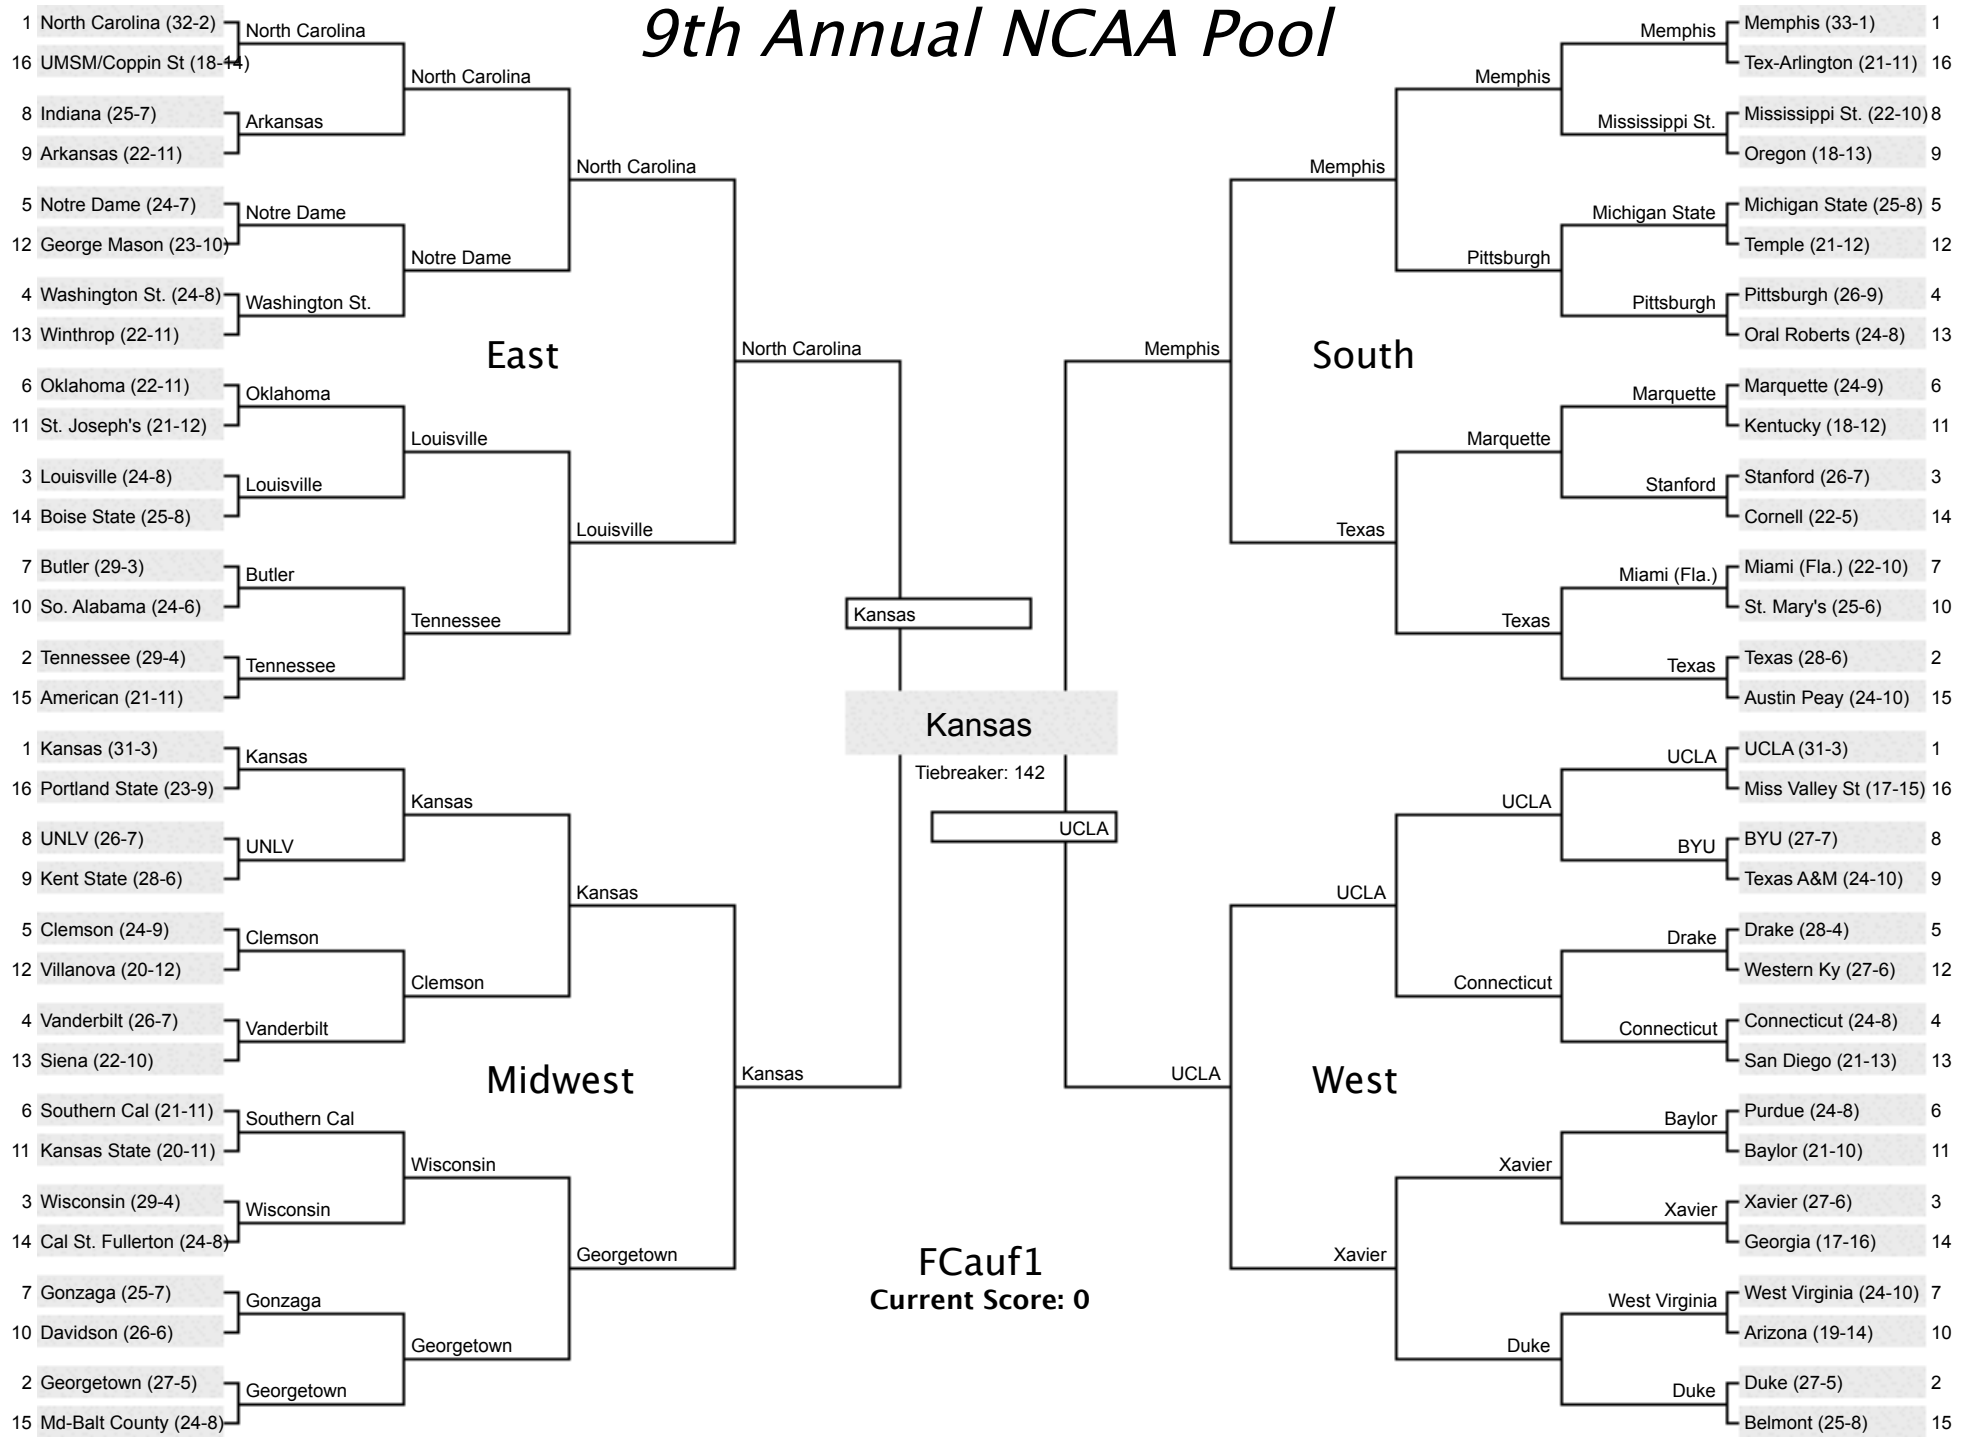 9th Annual NCAA Pool
1 North Carolina (32-2)
16 UMSM/Coppin St (18-14)
8 Indiana (25-7)
9 Arkansas (22-11)
5 Notre Dame (24-7)
12 George Mason (23-10)
4 Washington St. (24-8)
13 Winthrop (22-11)
6 Oklahoma (22-11)
11 St. Joseph's (21-12)
3 Louisville (24-8)
14 Boise State (25-8)
7 Butler (29-3)
10 So. Alabama (24-6)
2 Tennessee (29-4)
15 American (21-11)
North Carolina
Arkansas
Notre Dame
Washington St.
Oklahoma
Louisville
Butler
Tennessee
North Carolina
Notre Dame
Louisville
Tennessee
North Carolina
Louisville
East
North Carolina
1 Kansas (31-3)
16 Portland State (23-9)
8 UNLV (26-7)
9 Kent State (28-6)
5 Clemson (24-9)
12 Villanova (20-12)
4 Vanderbilt (26-7)
13 Siena (22-10)
6 Southern Cal (21-11)
11 Kansas State (20-11)
3 Wisconsin (29-4)
14 Cal St. Fullerton (24-8)
7 Gonzaga (25-7)
10 Davidson (26-6)
2 Georgetown (27-5)
15 Md-Balt County (24-8)
Kansas
UNLV
Clemson
Vanderbilt
Southern Cal
Wisconsin
Gonzaga
Georgetown
Kansas
Clemson
Wisconsin
Georgetown
Kansas
Georgetown
Midwest
Kansas
Kansas
Kansas
Tiebreaker: 142
UCLA
FCauf1
Current Score: 0
Memphis (33-1) 1
Tex-Arlington (21-11) 16
Mississippi St. (22-10) 8
Oregon (18-13) 9
Michigan State (25-8) 5
Temple (21-12) 12
Pittsburgh (26-9) 4
Oral Roberts (24-8) 13
Marquette (24-9) 6
Kentucky (18-12) 11
Stanford (26-7) 3
Cornell (22-5) 14
Miami (Fla.) (22-10) 7
St. Mary's (25-6) 10
Texas (28-6) 2
Austin Peay (24-10) 15
Memphis
Mississippi St.
Michigan State
Pittsburgh
Marquette
Stanford
Miami (Fla.)
Texas
Memphis
Pittsburgh
Marquette
Texas
Memphis
Texas
South
Memphis
UCLA (31-3) 1
Miss Valley St (17-15) 16
BYU (27-7) 8
Texas A&M (24-10) 9
Drake (28-4) 5
Western Ky (27-6) 12
Connecticut (24-8) 4
San Diego (21-13) 13
Purdue (24-8) 6
Baylor (21-10) 11
Xavier (27-6) 3
Georgia (17-16) 14
West Virginia (24-10) 7
Arizona (19-14) 10
Duke (27-5) 2
Belmont (25-8) 15
UCLA
BYU
Drake
Connecticut
Baylor
Xavier
West Virginia
Duke
UCLA
Connecticut
Xavier
Duke
UCLA
Xavier
West
UCLA